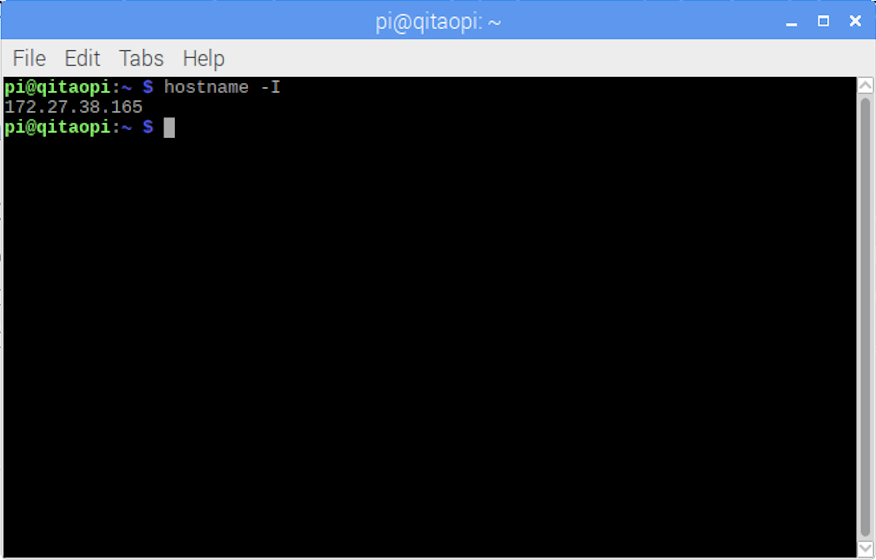 pi@qitaopi: ~
File Edit Tabs Help
pi@qitaopi:~ $ hostname -I
172.27.38.165
pi@qitaopi:~ $